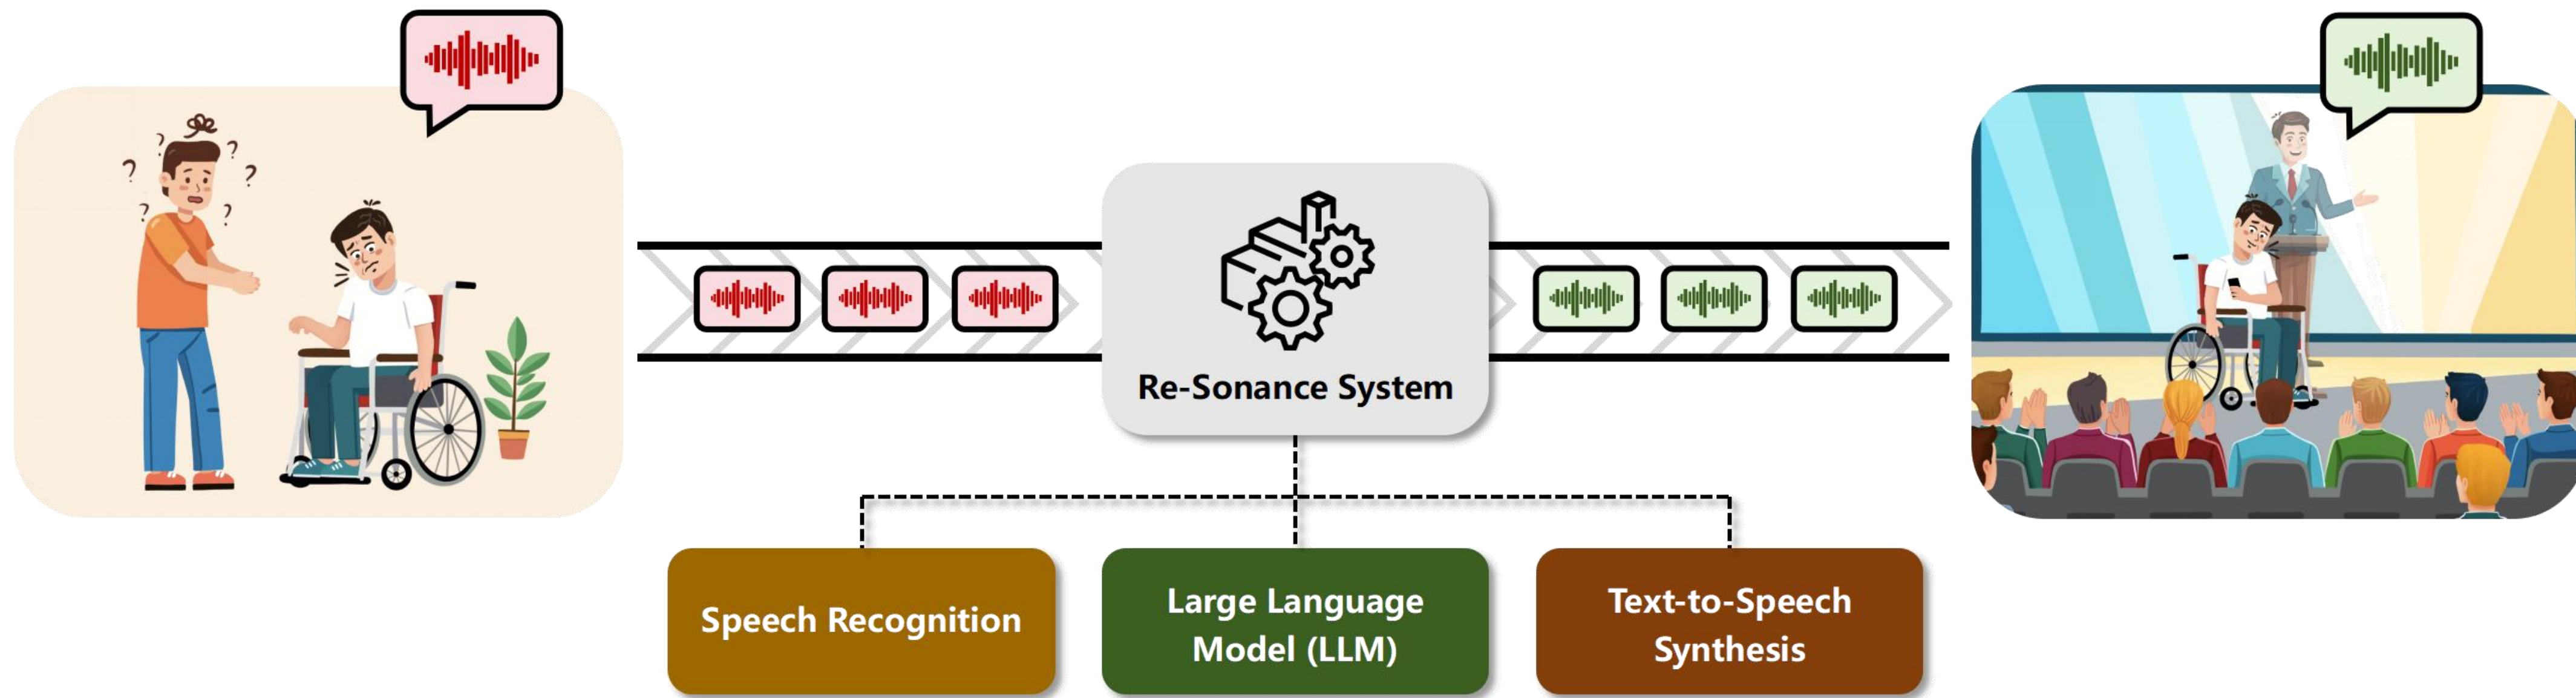 ? ? ? ? ? ?
Re-Sonance System
Speech Recognition
Large Language
Model (LLM)
Text-to-Speech
Synthesis